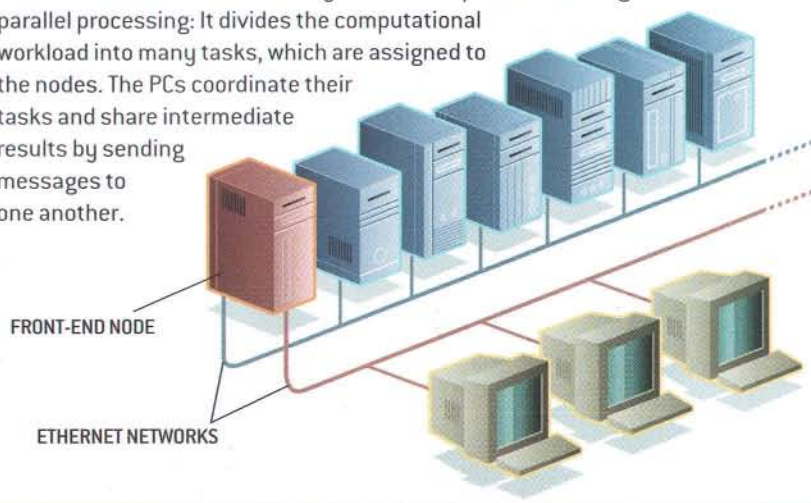 parallel processing: It divides the computational
workload into many tasks, which are assigned to
the nodes. The PCs coordinate their
tasks and share intermediate
results by sending
messages to
one another.
FRONT-END NODE
ETHERNET NETWORKS